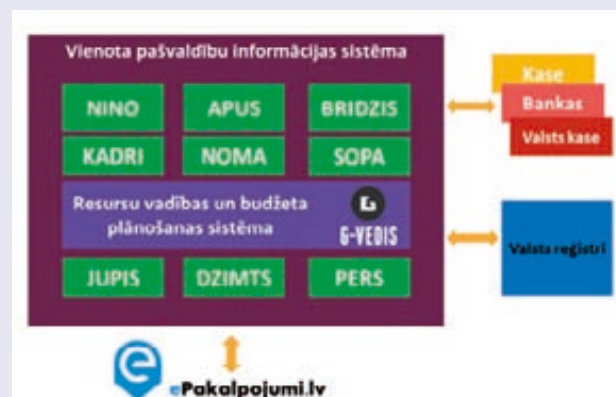 Vienota pašvaldību informācijas sistēma
NINO APUS BRIDZIS
KADRI NOMA SOPA
Resursu vadības un budžeta
plānošanas sistēma
G
G-VEDIS
JUPIS DZIMTS PERS
Kase
Bankas
Valsts kase
Valsts reģistri
e
ePakalpojumi.lv